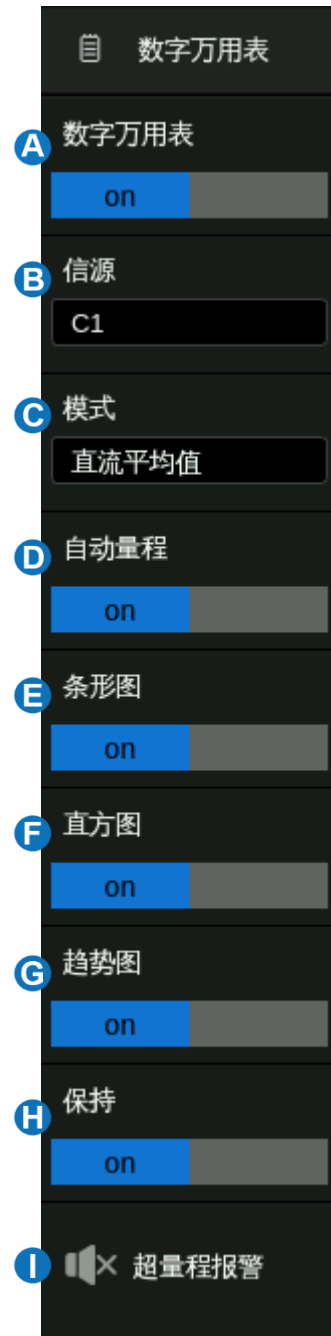 数字万用表
A 数字万用表
on
B 信源
C1
C 模式
直流平均值
D 自动量程
on
E 条形图
on
F 直方图
on
G 趋势图
on
H 保持
on
I 超量程报警